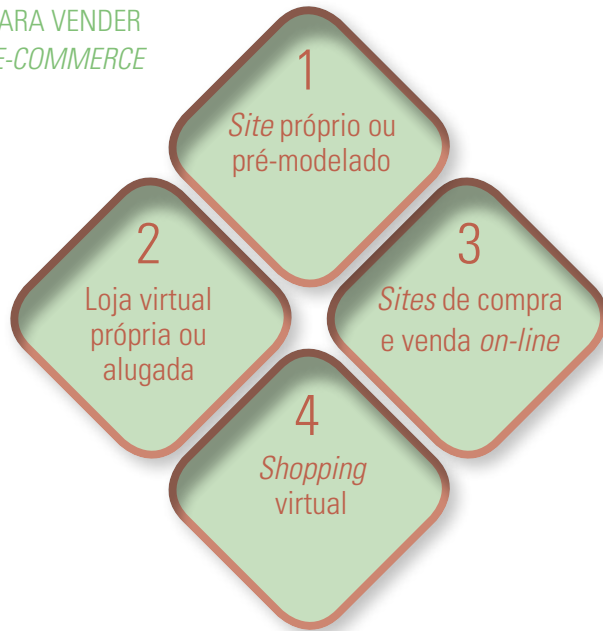 ARA VENDER
E-COMMERCE
1
Site próprio ou
pré-modelado
2
Loja virtual
própria ou
alugada
3
Sites de compra
e venda on-line
4
Shopping
virtual